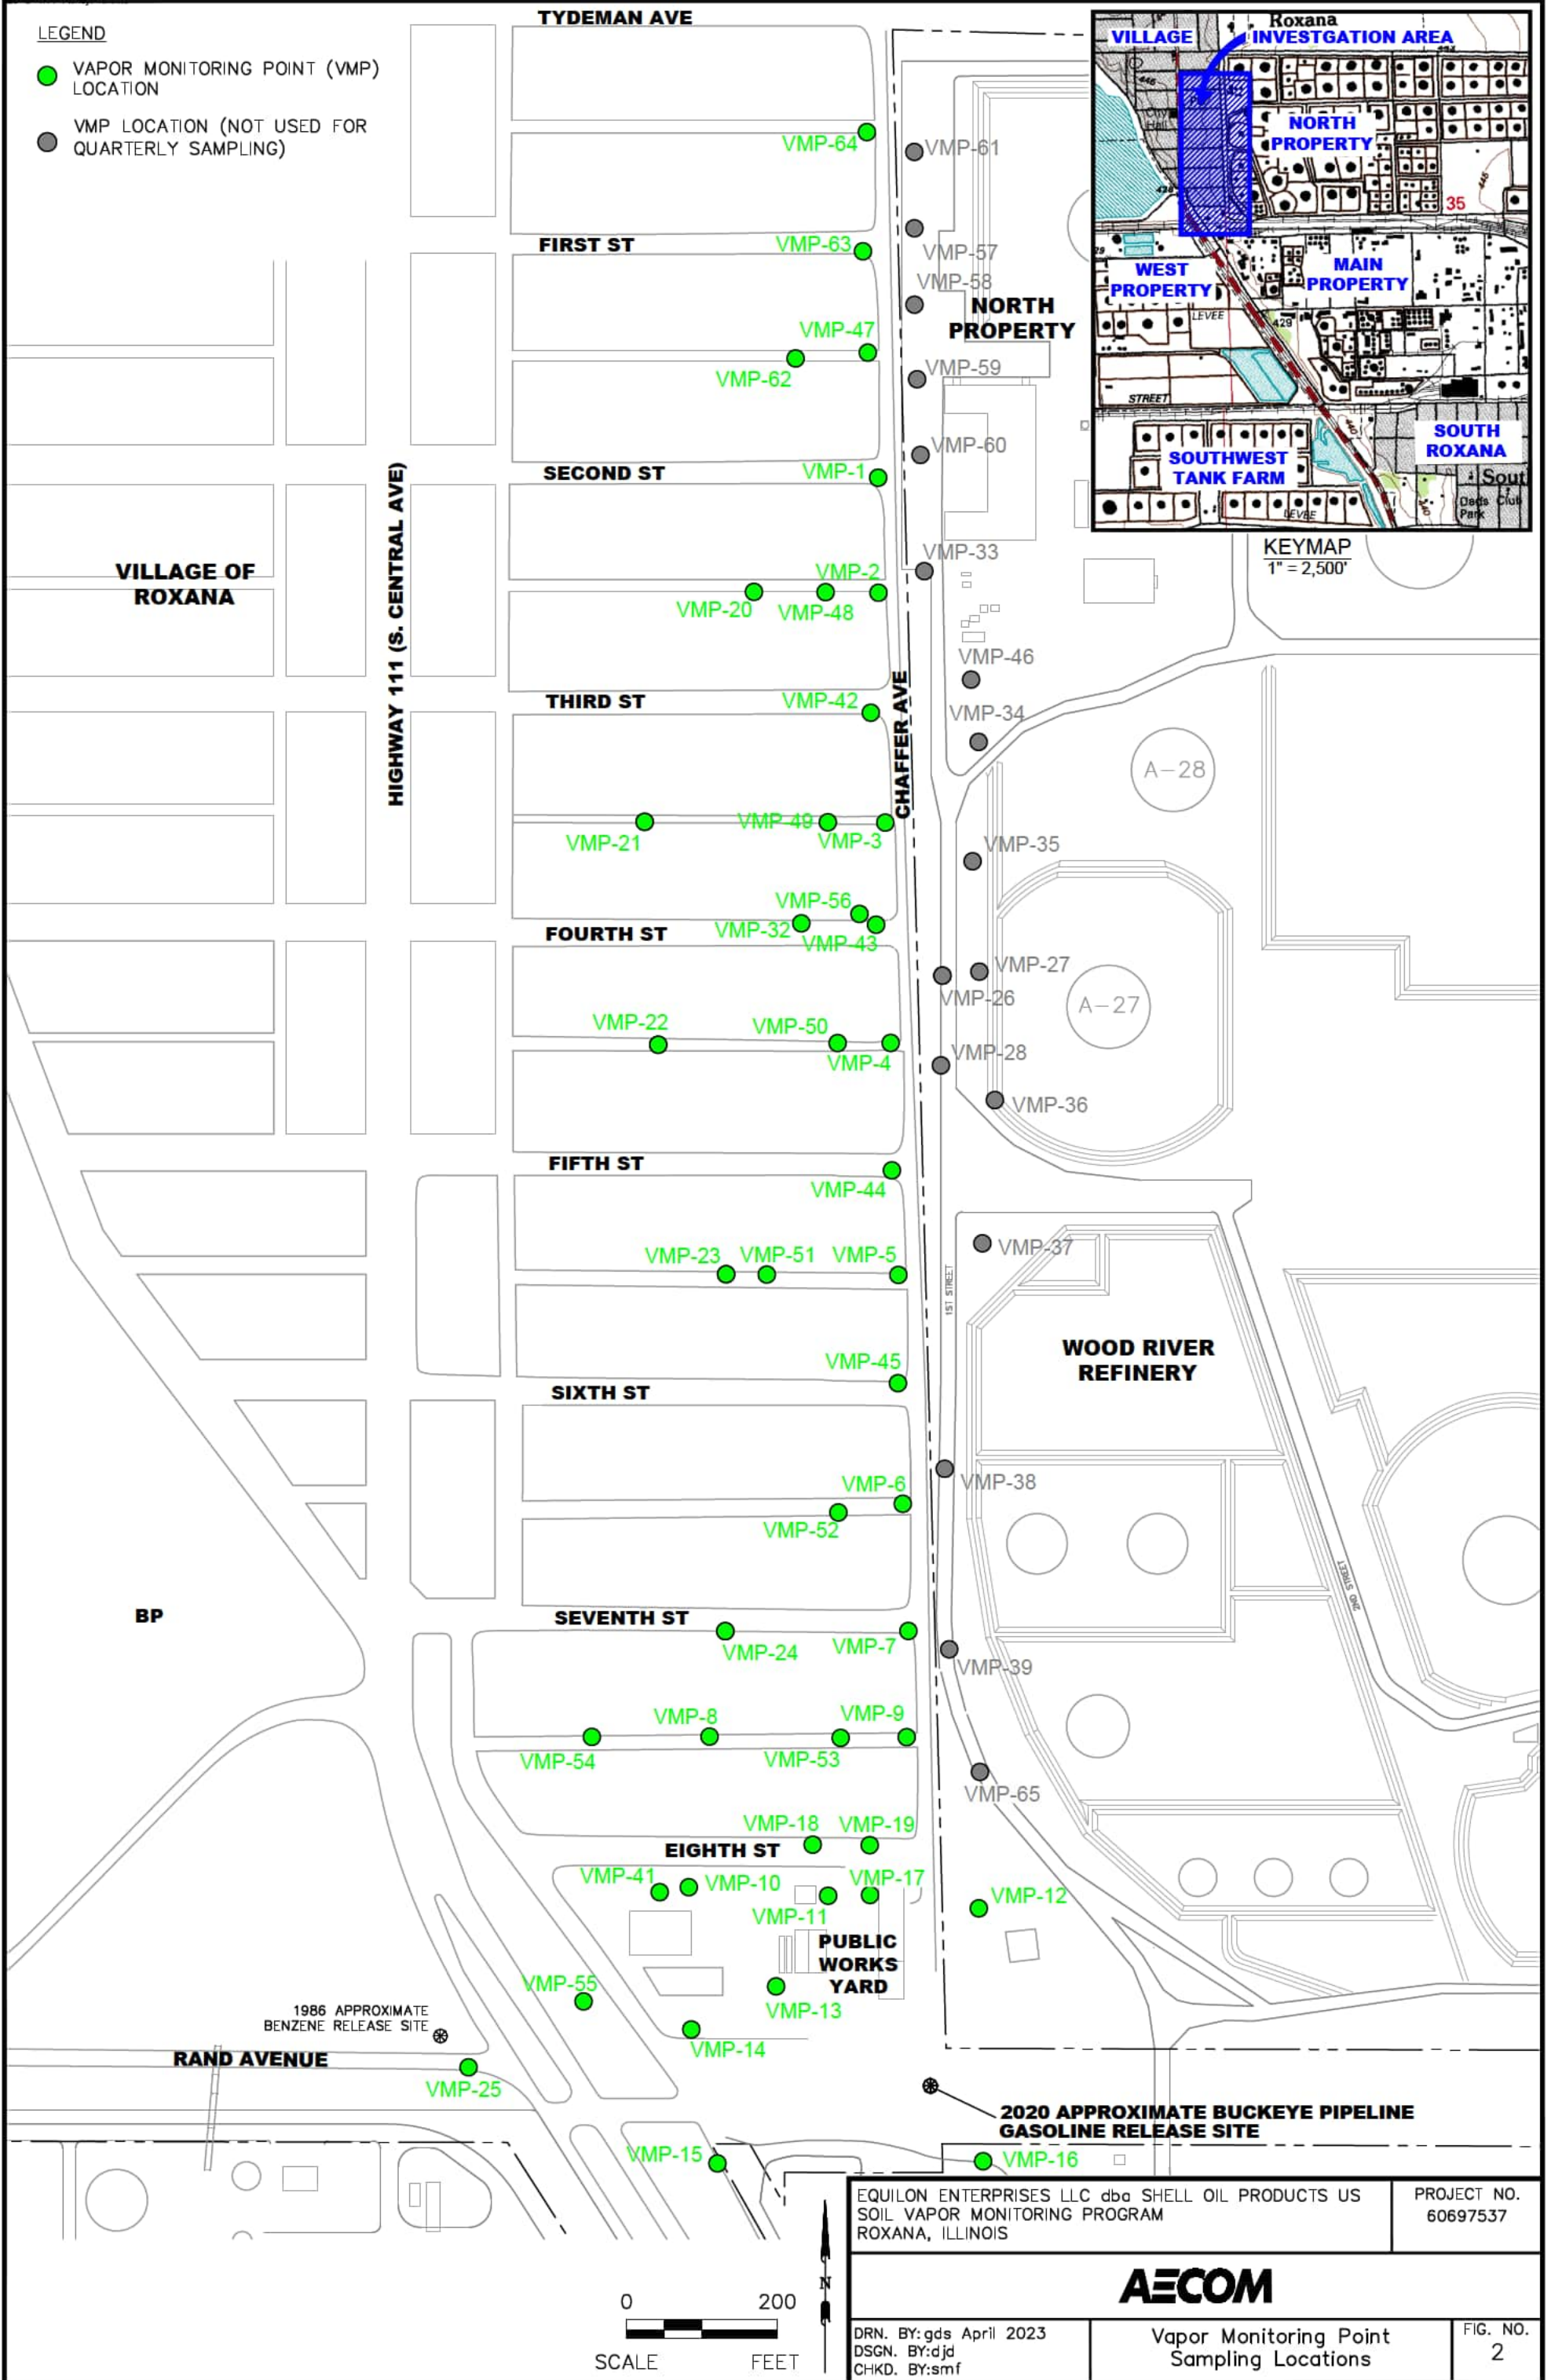 LEGEND
VAPOR MONITORING POINT (VMP)
LOCATION
VMP LOCATION (NOT USED FOR
QUARTERLY SAMPLING)
TYDEMAN AVE
VMP-64
VMP-61
FIRST ST
VMP-63
VMP-57
VMP-58
NORTH
PROPERTY
VMP-47
VMP-62
VMP-59
VMP-60
SECOND ST
VMP-1
VMP-33
VILLAGE OF
ROXANA
HIGHWAY 111 (S. CENTRAL AVE)
VMP-2
VMP-20
VMP-48
VMP-46
THIRD ST
VMP-42
CHAFFER AVE
VMP-34
A-28
VMP-49
VMP-21
VMP-3
VMP-35
VMP-56
VMP-32
VMP-43
FOURTH ST
VMP-27
VMP-26
A-27
VMP-22
VMP-50
VMP-4
VMP-28
VMP-36
FIFTH ST
VMP-44
VMP-23
VMP-51
VMP-5
VMP-37
1ST STREET
WOOD RIVER
REFINERY
VMP-45
SIXTH ST
VMP-6
VMP-38
VMP-52
2ND STREET
BP
SEVENTH ST
VMP-24
VMP-7
VMP-39
VMP-8
VMP-9
VMP-54
VMP-53
VMP-65
VMP-18
VMP-19
EIGHTH ST
VMP-41
VMP-10
VMP-17
VMP-11
VMP-12
PUBLIC
WORKS
YARD
VMP-55
VMP-13
VMP-14
1986 APPROXIMATE
BENZENE RELEASE SITE
RAND AVENUE
VMP-25
2020 APPROXIMATE BUCKEYE PIPELINE
GASOLINE RELEASE SITE
VMP-15
VMP-16
Roxana
VILLAGE
INVESTGATION AREA
NORTH
PROPERTY
35
WEST
PROPERTY
MAIN
PROPERTY
LEVEE
429
STREET
SOUTH
ROXANA
SOUTHWEST
TANK FARM
Sout
Dads Club
Park
LEVEE
KEYMAP
1" = 2,500'
0 200
SCALE FEET
N
EQUILON ENTERPRISES LLC dba SHELL OIL PRODUCTS US
SOIL VAPOR MONITORING PROGRAM
ROXANA, ILLINOIS
PROJECT NO.
60697537
AECOM
DRN. BY:gds April 2023
DSGN. BY:djd
CHKD. BY:smf
Vapor Monitoring Point
Sampling Locations
FIG. NO.
2